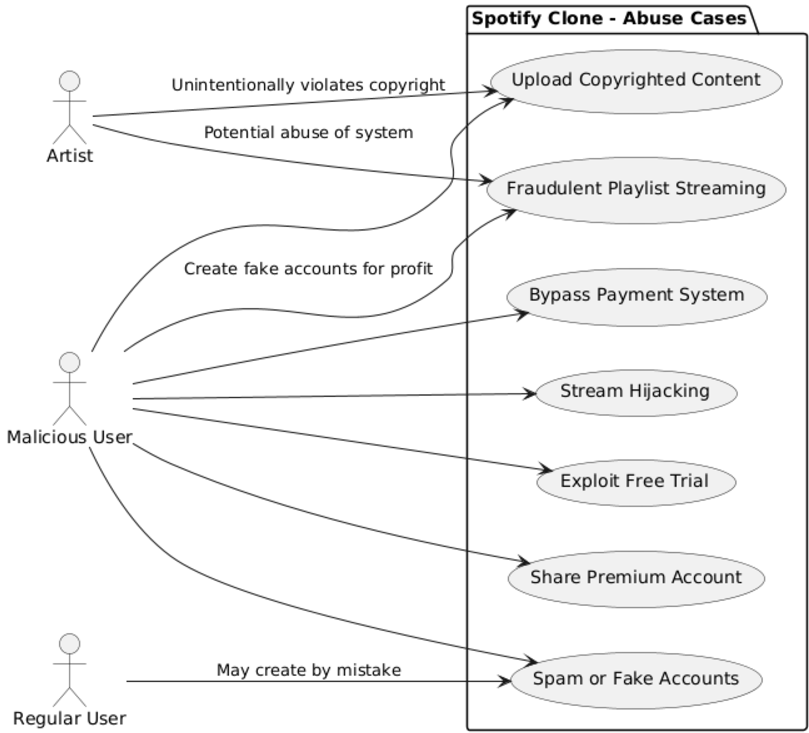 Spotify Clone - Abuse Cases
Unintentionally violates copyright
Upload Copyrighted Content
Potential abuse of system
Artist
Fraudulent Playlist Streaming
Create fake accounts for profit
Bypass Payment System
Stream Hijacking
Malicious User
Exploit Free Trial
Share Premium Account
May create by mistake
Spam or Fake Accounts
Regular User